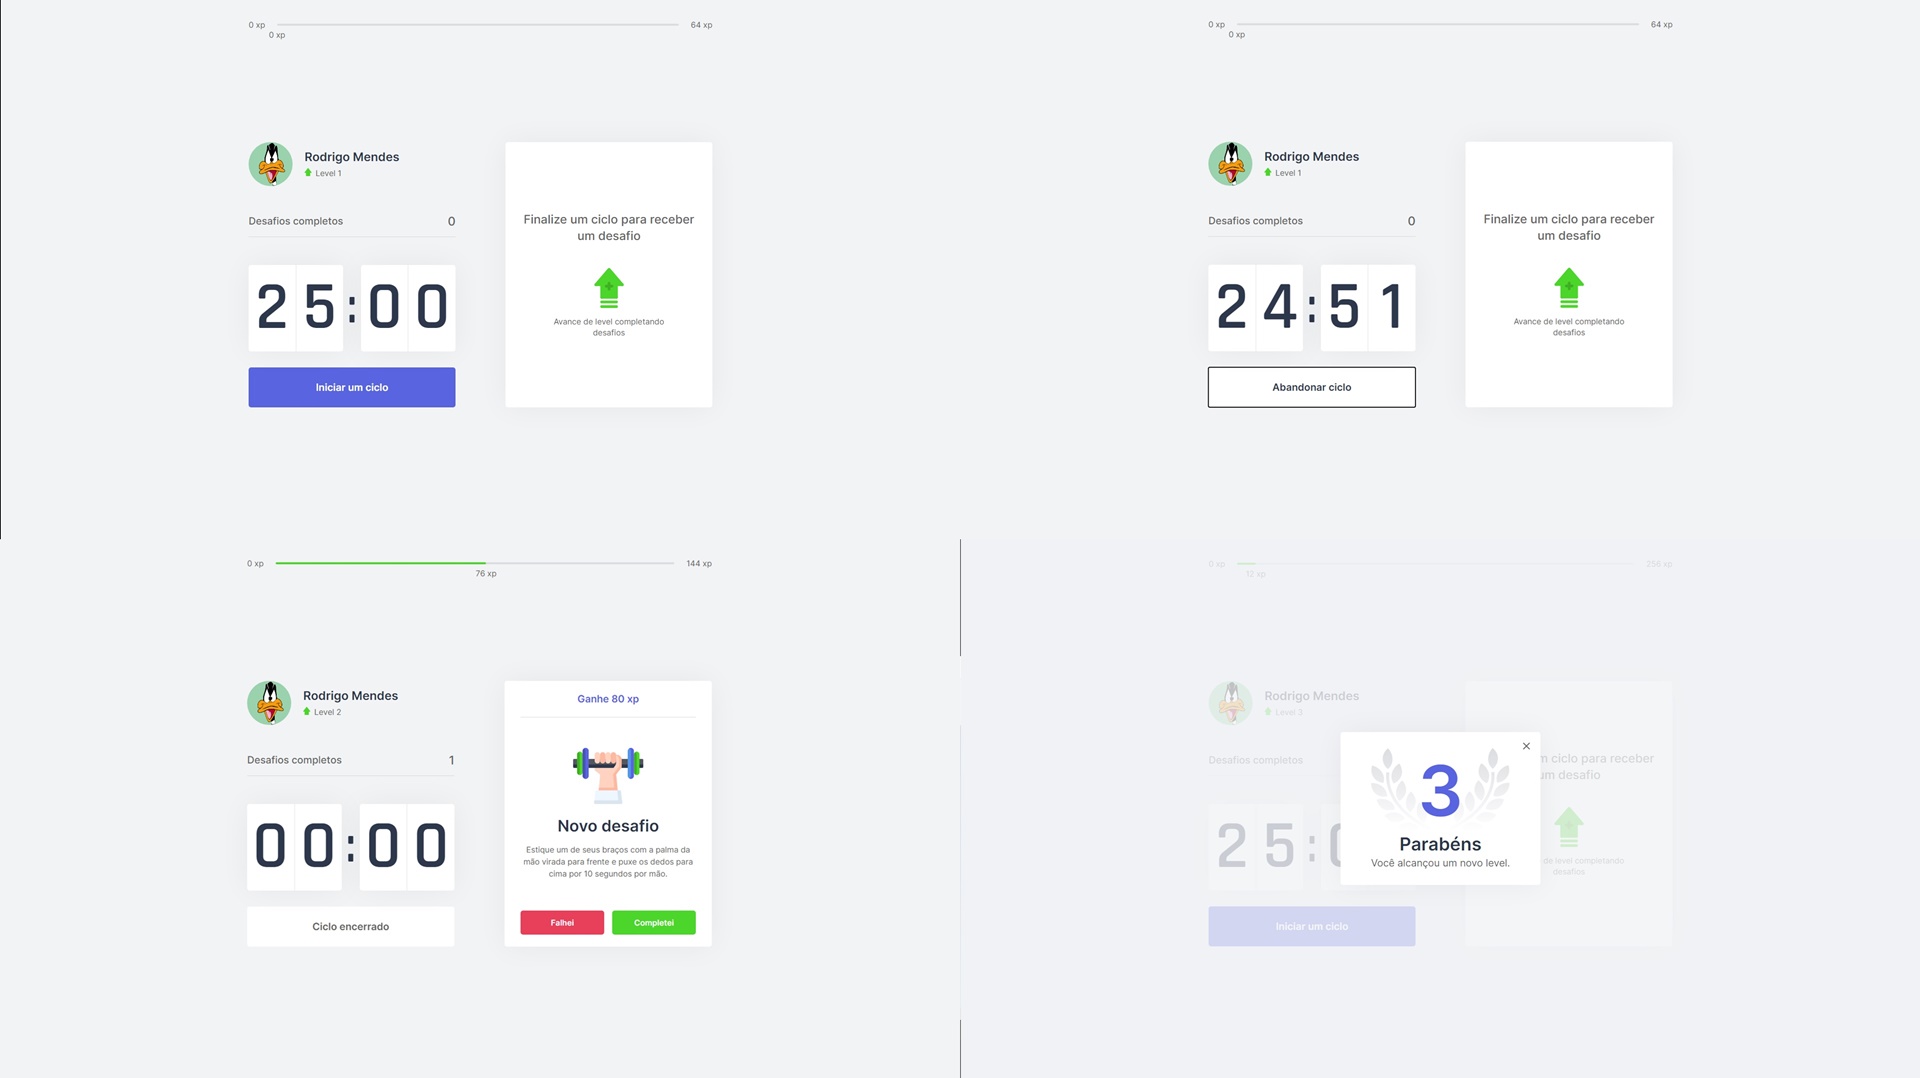 0 xp
64 xp
0 xp
Rodrigo Mendes
Level 1
Desafios completos
0
25:00
Iniciar um ciclo
Finalize um ciclo para receber
um desafio
Avance de level completando
desafios
0 xp
64 xp
0 xp
Rodrigo Mendes
Level 1
Desafios completos
0
24:51
Abandonar ciclo
Finalize um ciclo para receber
um desafio
Avance de level completando
desafios
0 xp
144 xp
76 xp
Rodrigo Mendes
Level 2
Desafios completos
1
00:00
Ciclo encerrado
Ganhe 80 xp
Novo desafio
Estique um de seus braços com a palma da
mão virada para frente e puxe os dedos para
cima por 10 segundos por mão.
Falhei
Completei
0 xp
256 xp
12 xp
Rodrigo Mendes
Level 3
Desafios completos
25:0
Iniciar um ciclo
3
Parabéns
Você alcançou um novo level.
ciclo para receber
um desafio
de level completando
desafios